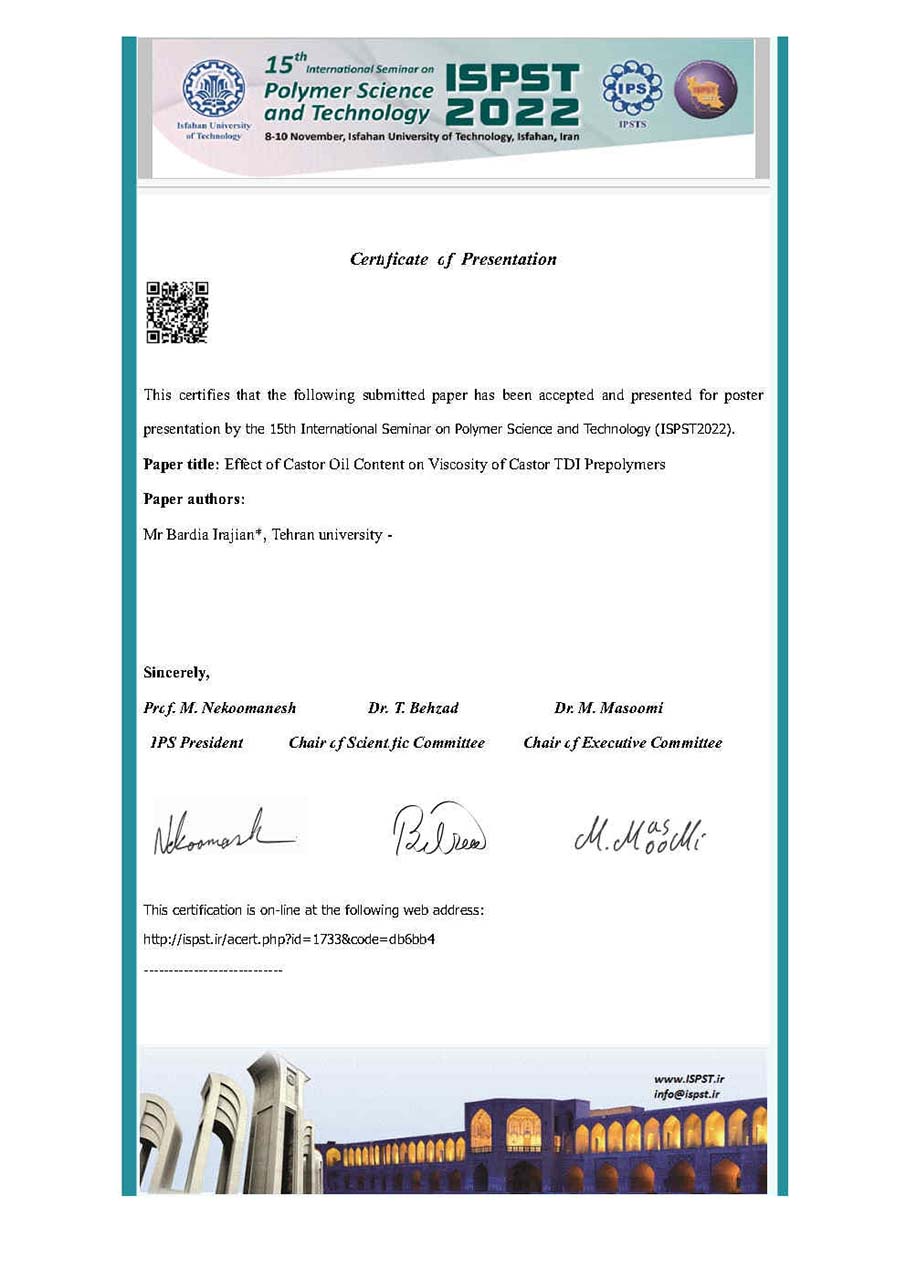 15th International Seminar on
Polymer Science
and Technology
ISPST
2022
8-10 November, Isfahan University of Technology, Isfahan, Iran
Isfahan University
of Technology
IPS
IPSTS
ISPST
Certificate of Presentation
This certifies that the following submitted paper has been accepted and presented for poster
presentation by the 15th International Seminar on Polymer Science and Technology (ISPST2022).
Paper title: Effect of Castor Oil Content on Viscosity of Castor TDI Prepolymers
Paper authors:
Mr Bardia Irajian*, Tehran university -
Sincerely,
Prof. M. Nekoomanesh Dr. T. Behzad Dr. M. Masoomi
IPS President Chair of Scientific Committee Chair of Executive Committee
M. Masoomi
This certification is on-line at the following web address:
http://ispst.ir/acert.php?id=1733&code=db6bb4
----------------------------
www.ISPST.ir
info@ispst.ir